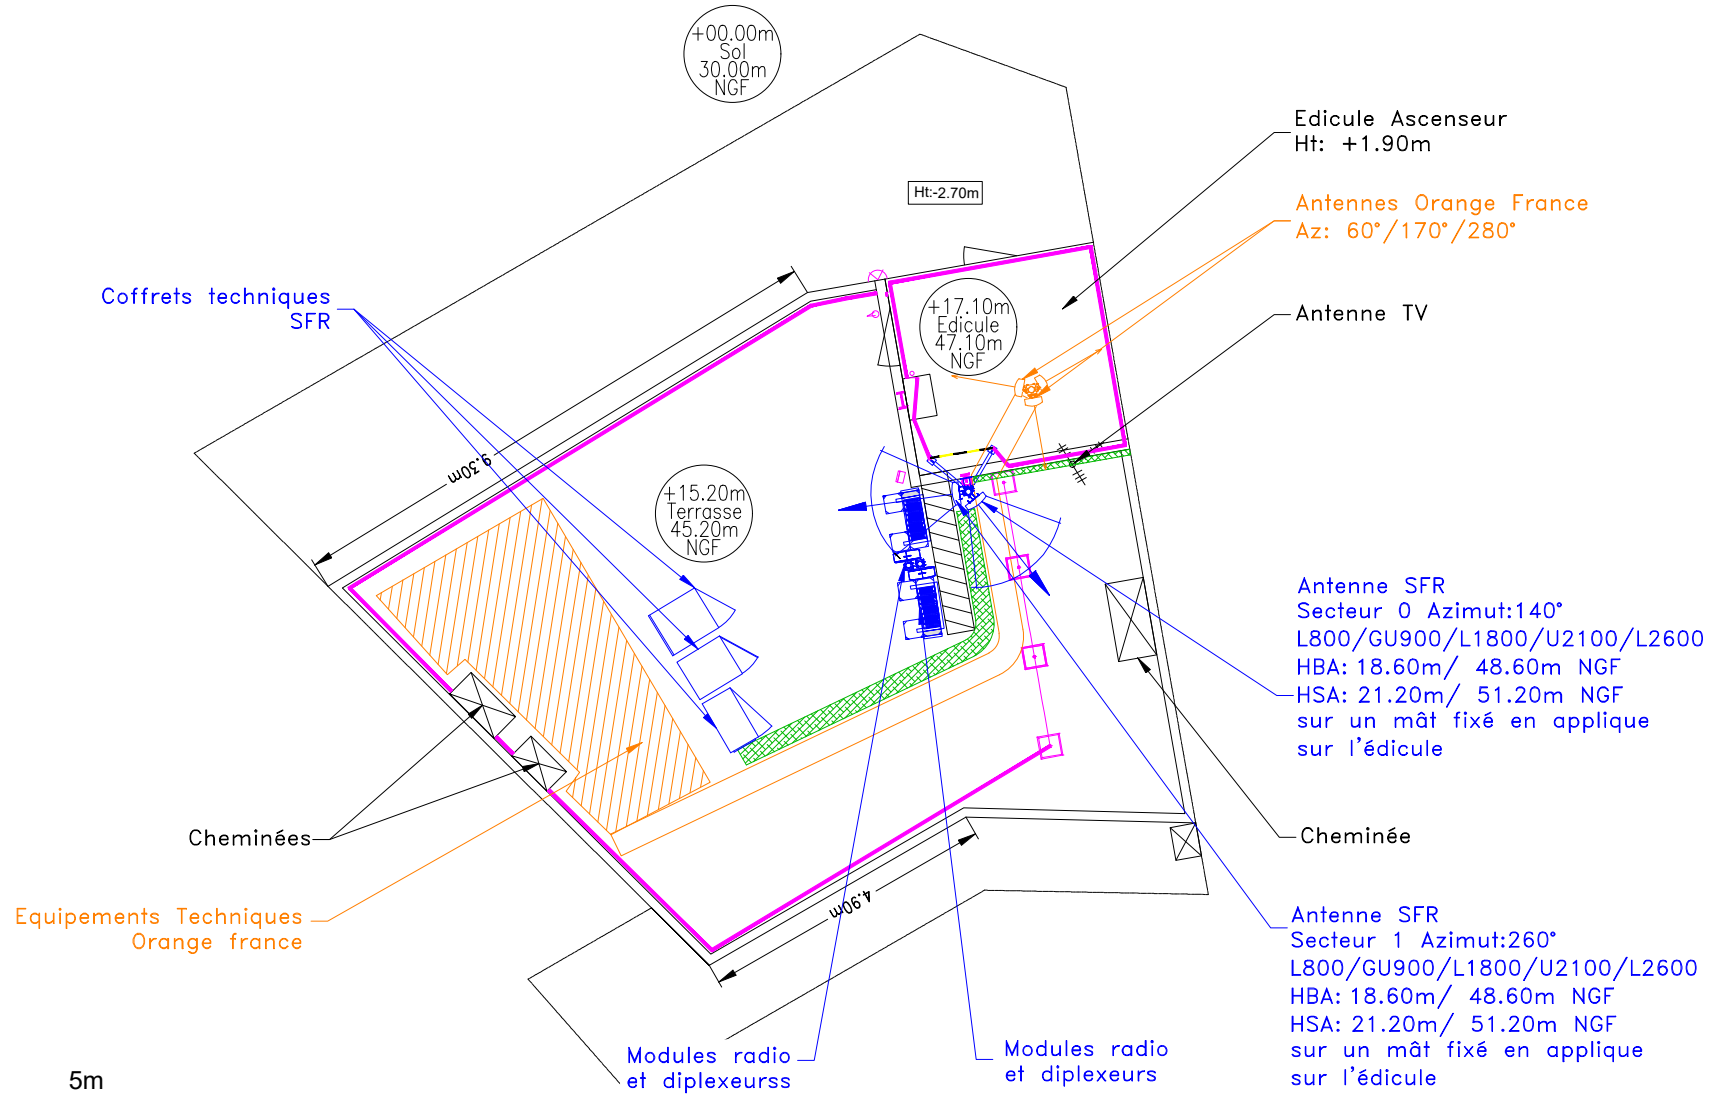 +00.00m
Sol
30.00m
NGF
Edicule Ascenseur
Ht: +1.90m
Ht:-2.70m
Antennes Orange France
Az: 60°/170°/280°
Coffrets techniques
SFR
+17.10m
Edicule
47.10m
NGF
Antenne TV
9.30m
+15.20m
Terrasse
45.20m
NGF
Antenne SFR
Secteur 0 Azimut:140°
L800/GU900/L1800/U2100/L2600
HBA: 18.60m/ 48.60m NGF
HSA: 21.20m/ 51.20m NGF
sur un mât fixé en applique
sur l'édicule
Cheminées
Cheminée
4.90m
Equipements Techniques
Orange france
Antenne SFR
Secteur 1 Azimut:260°
L800/GU900/L1800/U2100/L2600
HBA: 18.60m/ 48.60m NGF
HSA: 21.20m/ 51.20m NGF
sur un mât fixé en applique
sur l'édicule
Modules radio
et diplexeurss
Modules radio
et diplexeurs
5m